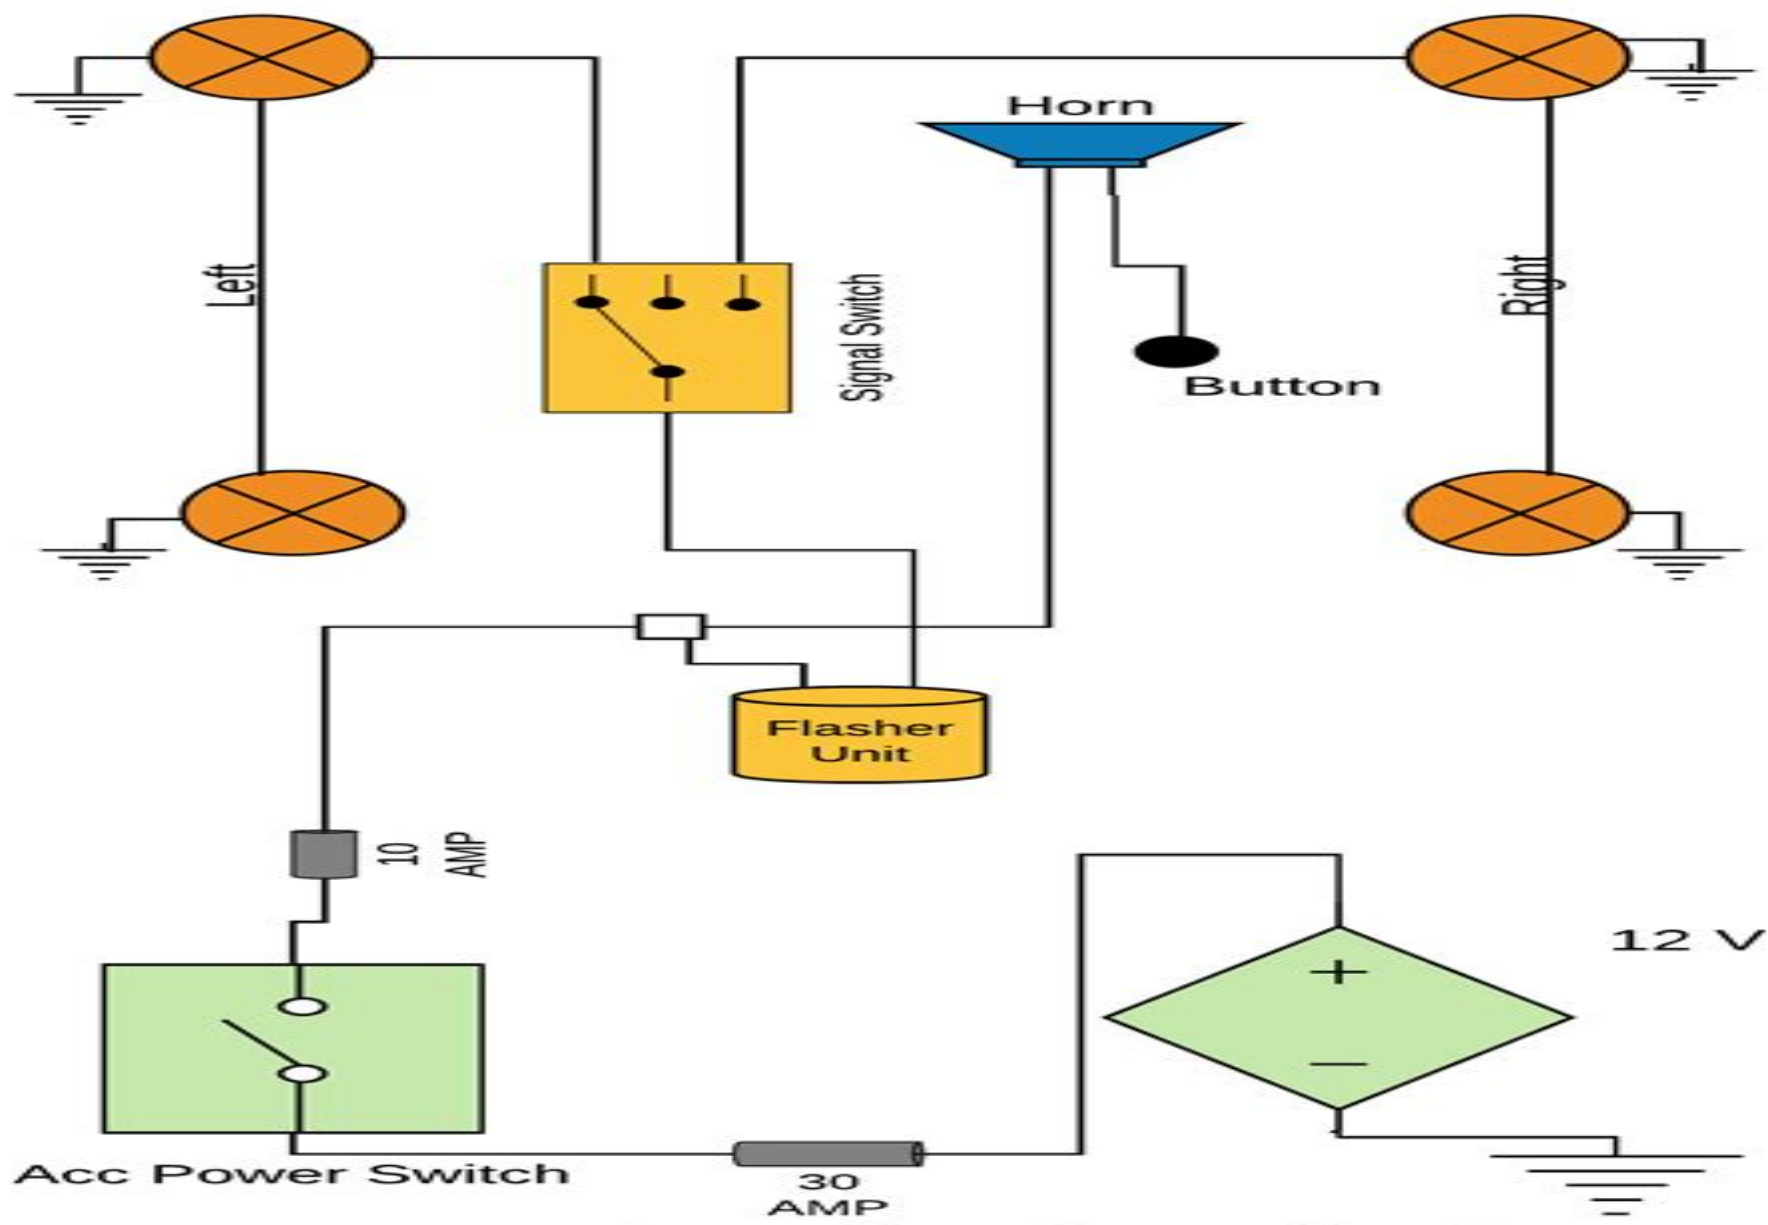 Horn
Left
Signal Switch
Right
Button
Flasher
Unit
10
AMP
12 V
+
−
Acc Power Switch
30
AMP